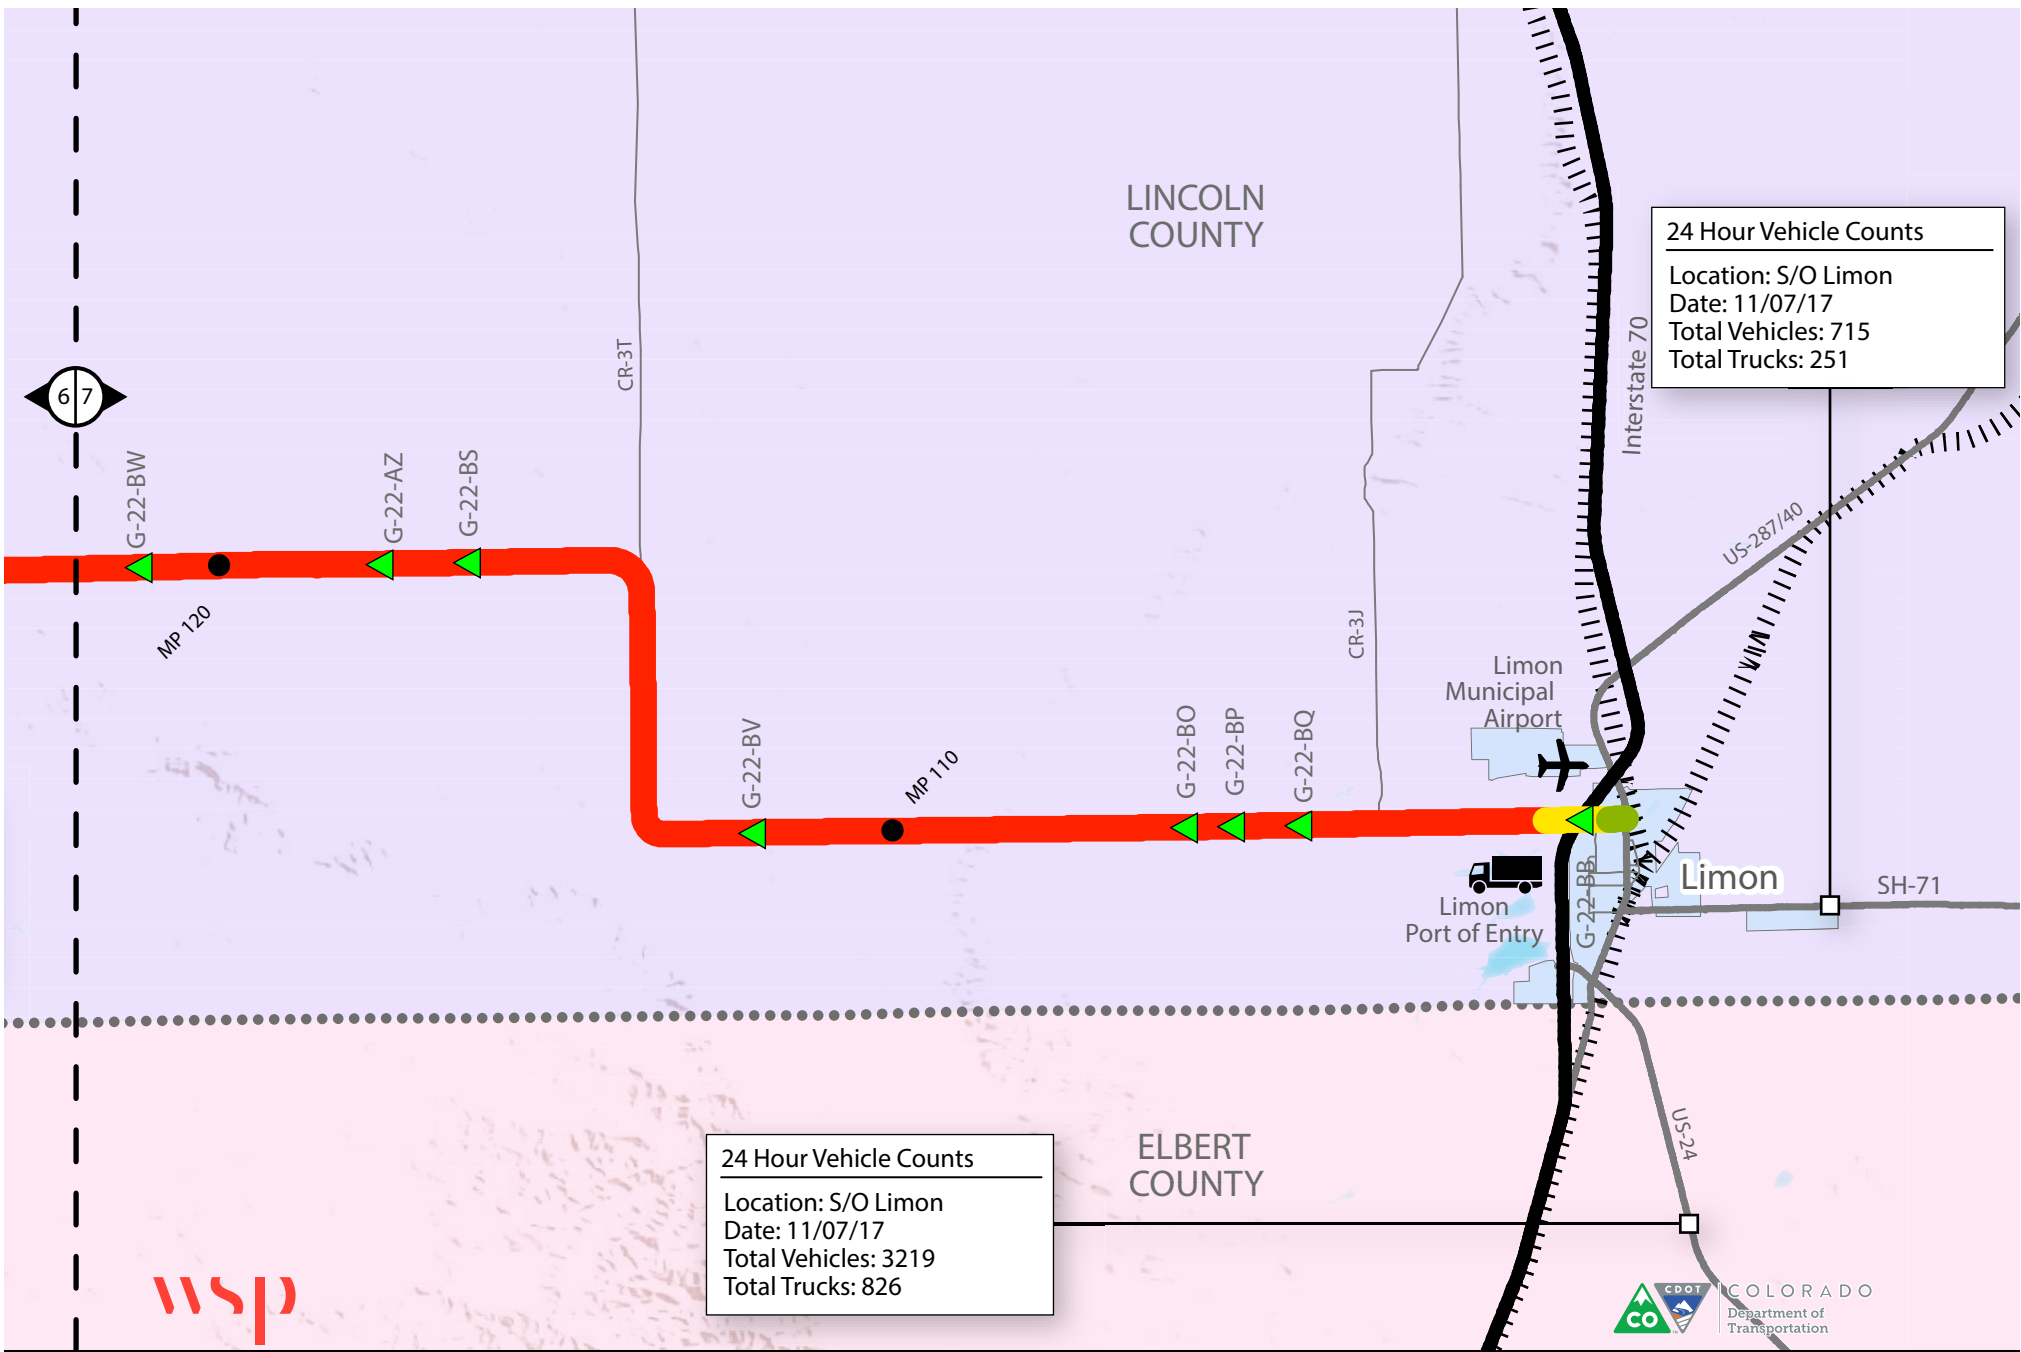 LINCOLN
COUNTY
24 Hour Vehicle Counts
Location: S/O Limon
Date: 11/07/17
Total Vehicles: 715
Total Trucks: 251
Interstate 70
CR-3T
6 7
G-22-BW
G-22-AZ
G-22-BS
US-287/40
MP 120
CR-3J
Limon
Municipal
Airport
G-22-BV
MP 110
G-22-BO
G-22-BP
G-22-BQ
G-22-BB
Limon
SH-71
Limon
Port of Entry
US-24
ELBERT
COUNTY
24 Hour Vehicle Counts
Location: S/O Limon
Date: 11/07/17
Total Vehicles: 3219
Total Trucks: 826
wsp
CO
CDOT
COLORADO
Department of
Transportation